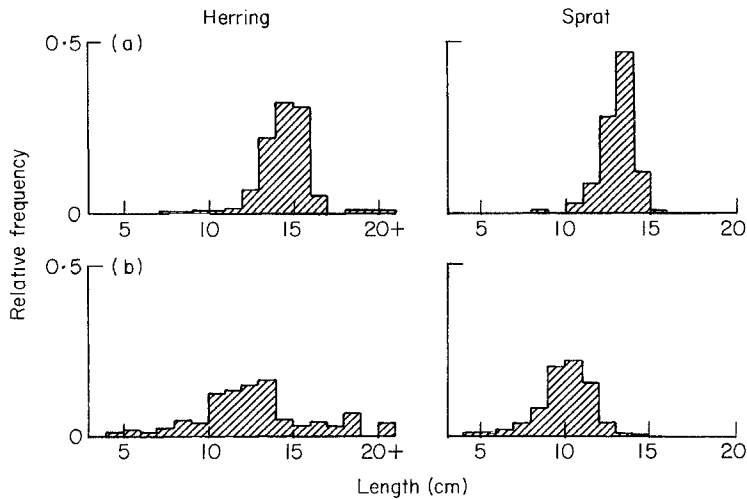 Herring Sprat
0·5 (a)
Relative frequency
0
5 10 15 20+ 5 10 15 20
0·5 (b)
0
5 10 15 20+ 5 10 15 20
Length (cm)